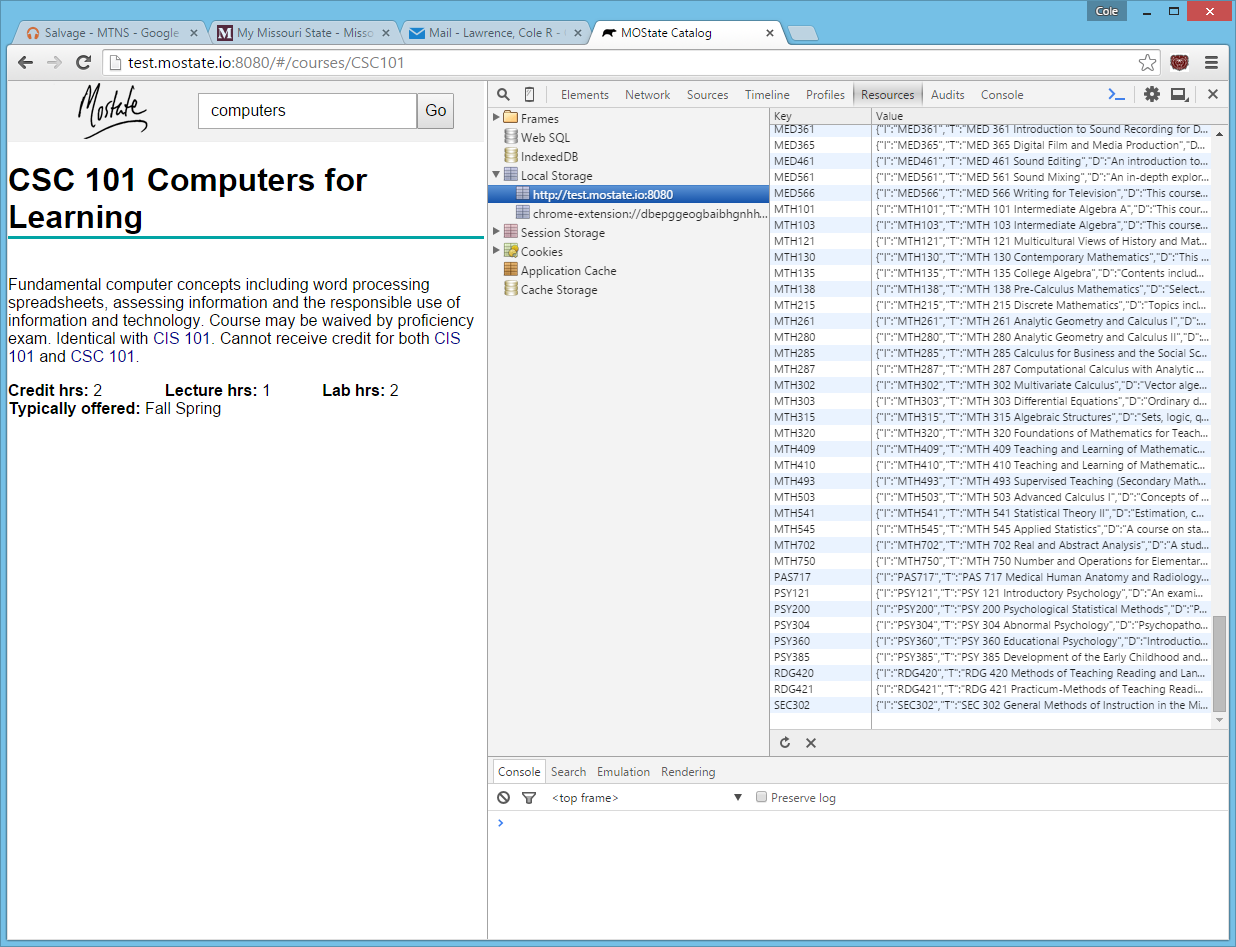 Cole
Salvage - MTNS - Google
My Missouri State - Misso
Mail - Lawrence, Cole R -
MOState Catalog
test.mostate.io:8080/#/courses/CSC101
Mostate
computers
Go
CSC 101 Computers for
Learning
Fundamental computer concepts including word processing
spreadsheets, assessing information and the responsible use of
information and technology. Course may be waived by proficiency
exam. Identical with CIS 101. Cannot receive credit for both CIS
101 and CSC 101.
Credit hrs: 2 Lecture hrs: 1 Lab hrs: 2
Typically offered: Fall Spring
Elements Network Sources Timeline Profiles Resources Audits Console
Frames
Web SQL
IndexedDB
Local Storage
http://test.mostate.io:8080
chrome-extension://dbepggeogbaibhgnhh...
Session Storage
Cookies
Application Cache
Cache Storage
Key Value
MED361 {"I":"MED361","T":"MED 361 Introduction to Sound Recording for D...
MED365 {"I":"MED365","T":"MED 365 Digital Film and Media Production","D...
MED461 {"I":"MED461","T":"MED 461 Sound Editing","D":"An introduction to...
MED561 {"I":"MED561","T":"MED 561 Sound Mixing","D":"An in-depth explor...
MED566 {"I":"MED566","T":"MED 566 Writing for Television","D":"This course...
MTH101 {"I":"MTH101","T":"MTH 101 Intermediate Algebra A","D":"This cour...
MTH103 {"I":"MTH103","T":"MTH 103 Intermediate Algebra","D":"This course...
MTH121 {"I":"MTH121","T":"MTH 121 Multicultural Views of History and Mat...
MTH130 {"I":"MTH130","T":"MTH 130 Contemporary Mathematics","D":"This ...
MTH135 {"I":"MTH135","T":"MTH 135 College Algebra","D":"Contents includ...
MTH138 {"I":"MTH138","T":"MTH 138 Pre-Calculus Mathematics","D":"Select...
MTH215 {"I":"MTH215","T":"MTH 215 Discrete Mathematics","D":"Topics incl...
MTH261 {"I":"MTH261","T":"MTH 261 Analytic Geometry and Calculus I","D":...
MTH280 {"I":"MTH280","T":"MTH 280 Analytic Geometry and Calculus II","D":...
MTH285 {"I":"MTH285","T":"MTH 285 Calculus for Business and the Social Sc...
MTH287 {"I":"MTH287","T":"MTH 287 Computational Calculus with Analytic ...
MTH302 {"I":"MTH302","T":"MTH 302 Multivariate Calculus","D":"Vector alge...
MTH303 {"I":"MTH303","T":"MTH 303 Differential Equations","D":"Ordinary d...
MTH315 {"I":"MTH315","T":"MTH 315 Algebraic Structures","D":"Sets, logic, q...
MTH320 {"I":"MTH320","T":"MTH 320 Foundations of Mathematics for Teach...
MTH409 {"I":"MTH409","T":"MTH 409 Teaching and Learning of Mathematic...
MTH410 {"I":"MTH410","T":"MTH 410 Teaching and Learning of Mathematic...
MTH493 {"I":"MTH493","T":"MTH 493 Supervised Teaching (Secondary Math...
MTH503 {"I":"MTH503","T":"MTH 503 Advanced Calculus I","D":"Concepts of ...
MTH541 {"I":"MTH541","T":"MTH 541 Statistical Theory II","D":"Estimation, c...
MTH545 {"I":"MTH545","T":"MTH 545 Applied Statistics","D":"A course on sta...
MTH702 {"I":"MTH702","T":"MTH 702 Real and Abstract Analysis","D":"A stud...
MTH750 {"I":"MTH750","T":"MTH 750 Number and Operations for Elementar...
PAS717 {"I":"PAS717","T":"PAS 717 Medical Human Anatomy and Radiology...
PSY121 {"I":"PSY121","T":"PSY 121 Introductory Psychology","D":"An exami...
PSY200 {"I":"PSY200","T":"PSY 200 Psychological Statistical Methods","D":"P...
PSY304 {"I":"PSY304","T":"PSY 304 Abnormal Psychology","D":"Psychopatho...
PSY360 {"I":"PSY360","T":"PSY 360 Educational Psychology","D":"Introductio...
PSY385 {"I":"PSY385","T":"PSY 385 Development of the Early Childhood and...
RDG420 {"I":"RDG420","T":"RDG 420 Methods of Teaching Reading and Lan...
RDG421 {"I":"RDG421","T":"RDG 421 Practicum-Methods of Teaching Readi...
SEC302 {"I":"SEC302","T":"SEC 302 General Methods of Instruction in the Mi...
Console Search Emulation Rendering
<top frame> Preserve log